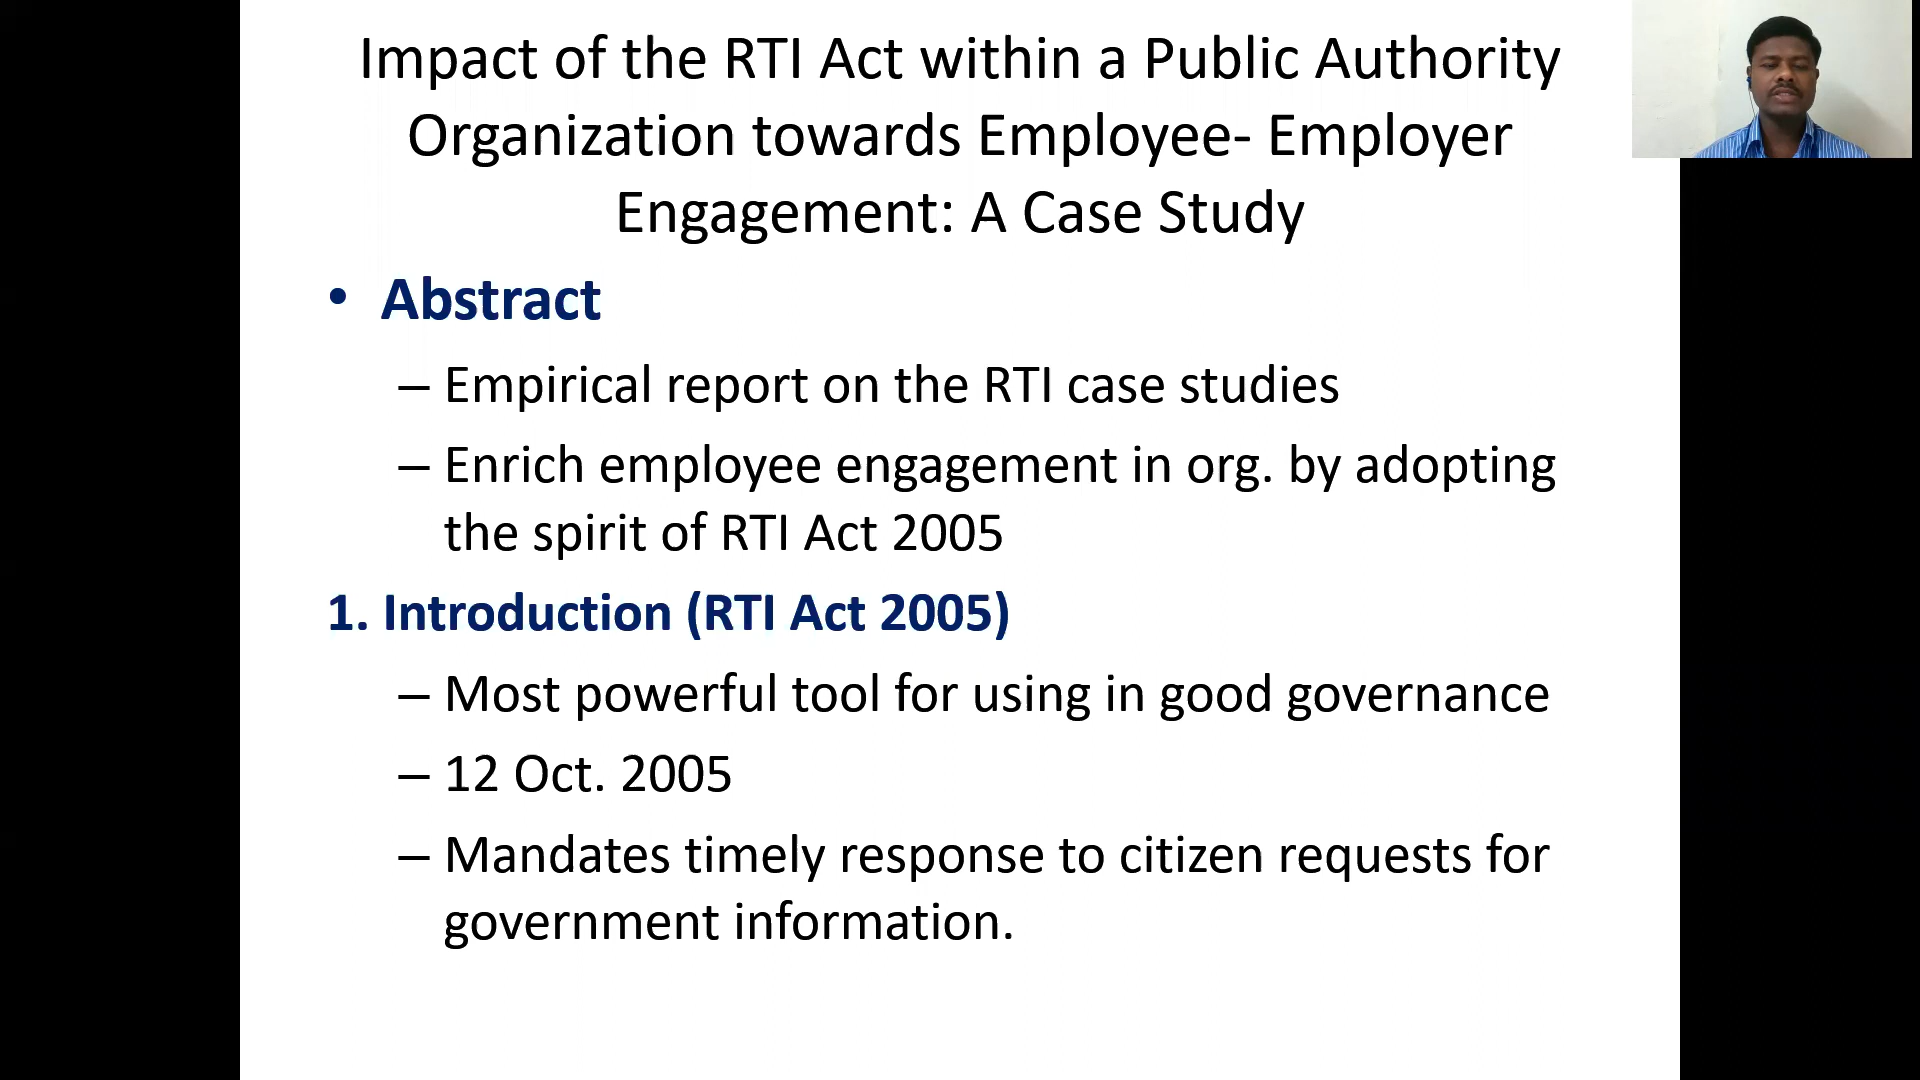 Impact of the RTI Act within a Public Authority
Organization towards Employee- Employer
Engagement: A Case Study
• Abstract
– Empirical report on the RTI case studies
– Enrich employee engagement in org. by adopting
the spirit of RTI Act 2005
1. Introduction (RTI Act 2005)
– Most powerful tool for using in good governance
– 12 Oct. 2005
– Mandates timely response to citizen requests for
government information.